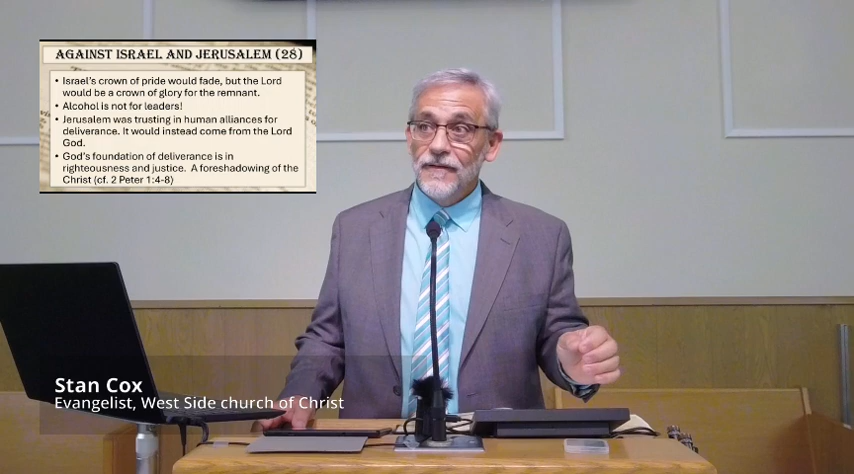 AGAINST ISRAEL AND JERUSALEM (28)
• Israel's crown of pride would fade, but the Lord
would be a crown of glory for the remnant.
• Alcohol is not for leaders!
• Jerusalem was trusting in human alliances for
deliverance. It would instead come from the Lord
God.
• God's foundation of deliverance is in
righteousness and justice. A foreshadowing of the
Christ (cf. 2 Peter 1:4-8)
Stan Cox
Evangelist, West Side church of Christ